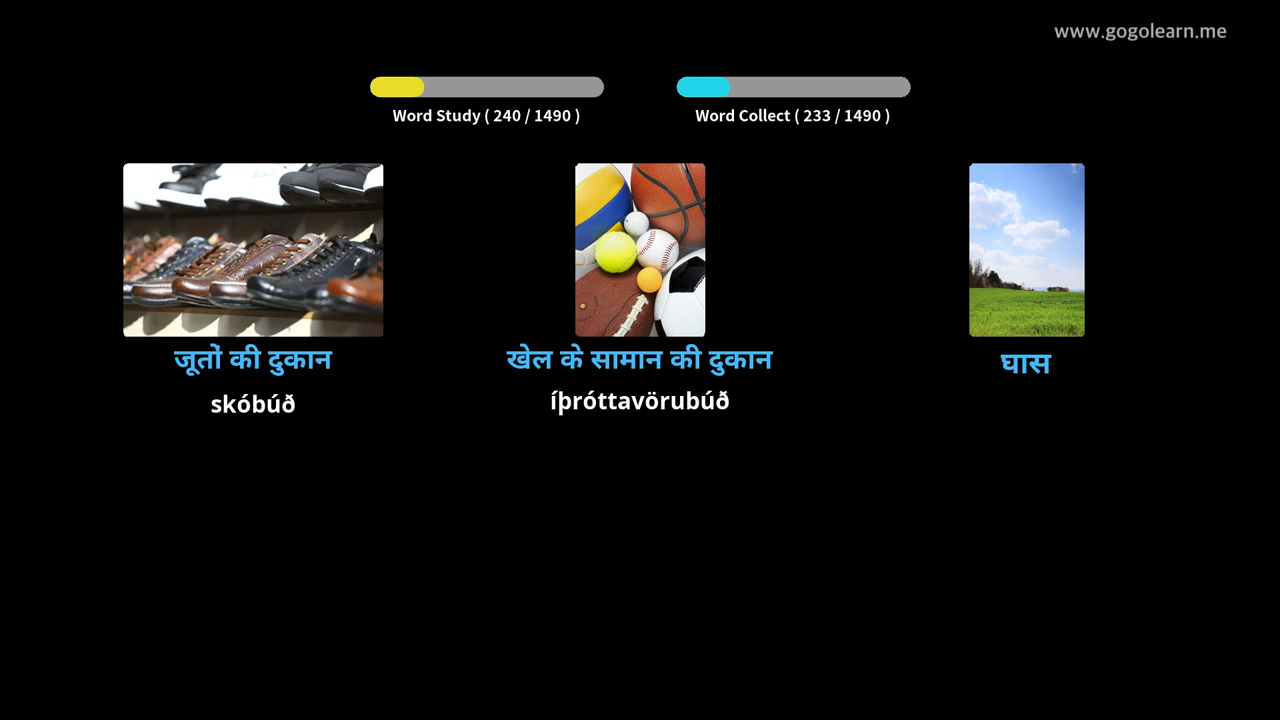 www.gogolearn.me
Word Study ( 240 / 1490 )
Word Collect ( 233 / 1490 )
जूतों की दुकान
skóbúð
खेल के सामान की दुकान
íþróttavörubúð
घास